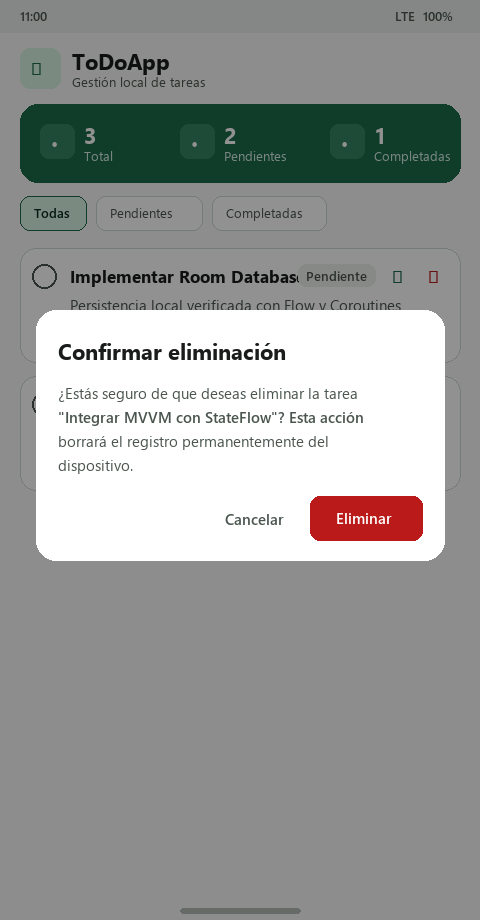 11:00 LTE 100%
ToDoApp
Gestión local de tareas
3 2 1
Total Pendientes Completadas
Todas Pendientes Completadas
Implementar Room Database Pendiente
Persistencia local verificada con Flow y Coroutines
Confirmar eliminación
¿Estás seguro de que deseas eliminar la tarea
"Integrar MVVM con StateFlow"? Esta acción
borrará el registro permanentemente del
dispositivo.
Cancelar Eliminar